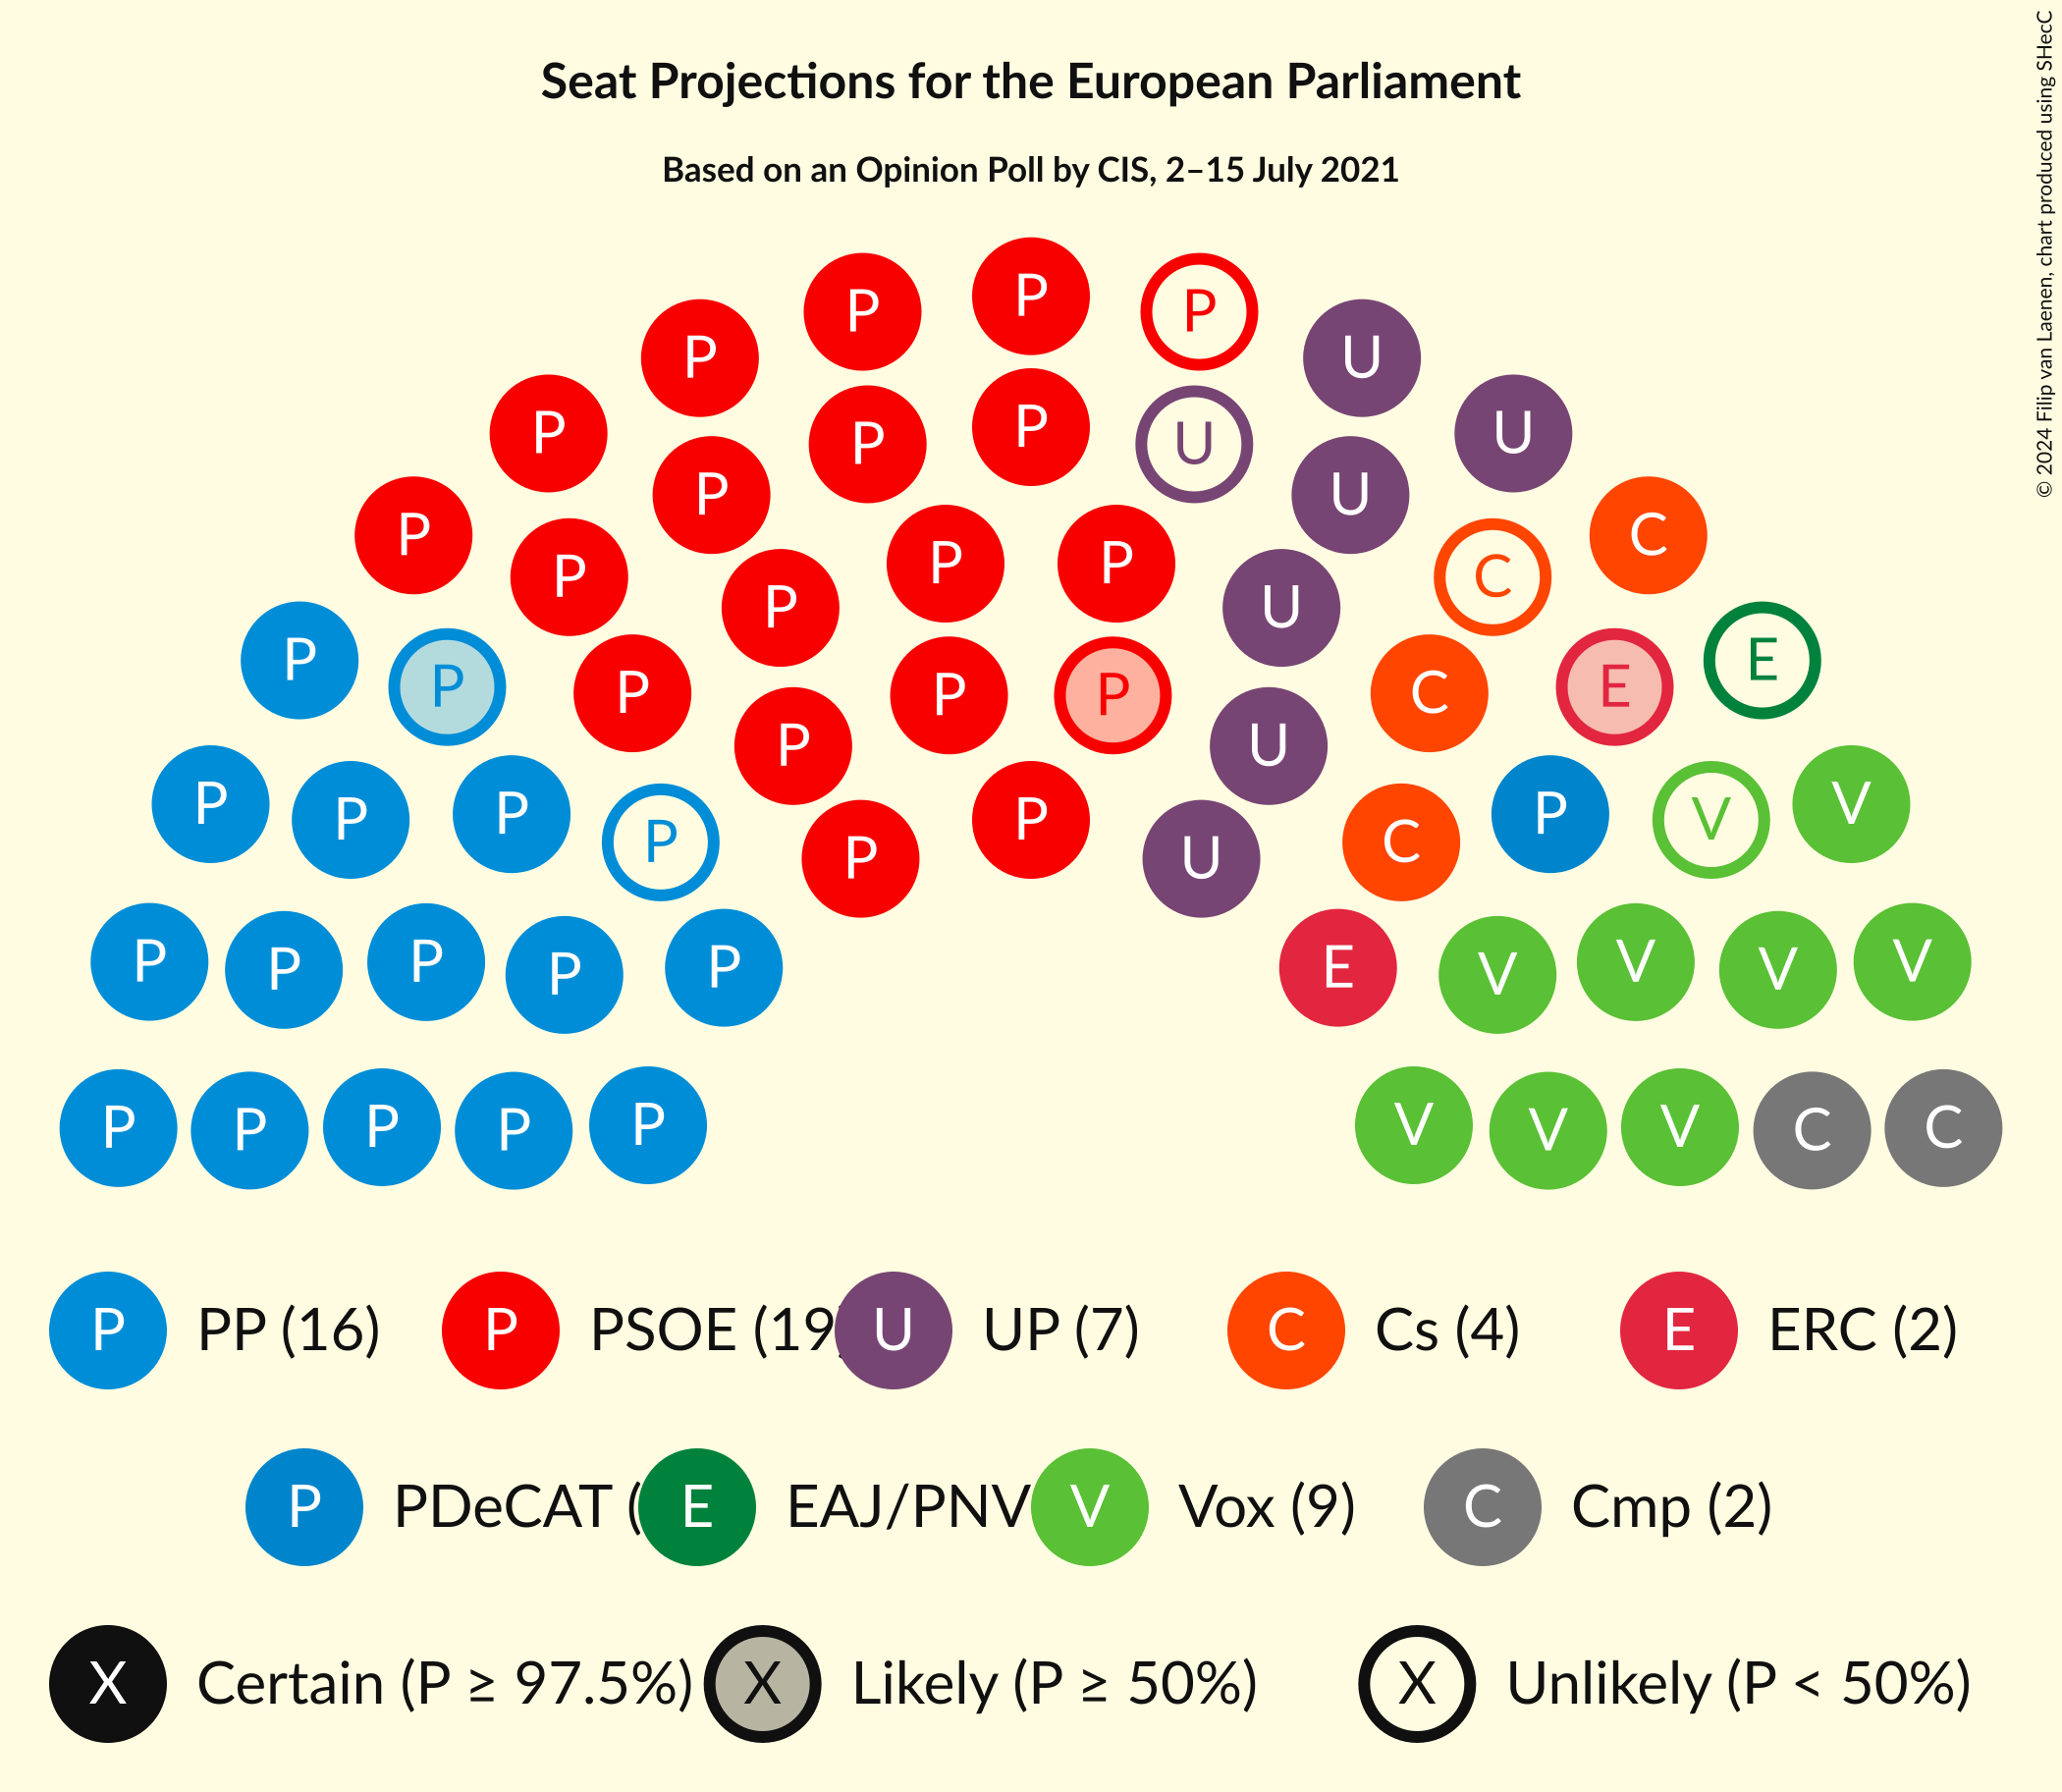 Seat Projections for the European Parliament
Based on an Opinion Poll by CIS, 2–15 July 2021
© 2024 Filip van Laenen, chart produced using SHecC
P
P P
P U
P P U
P U
P U
P C
P P
P C
P U
P E
P P P P C E
P U
P P P P P V V
P P U C
P P P P P E V V V V
P P P P P V V V C C
P PP (16) P PSOE (19 U UP (7) C Cs (4) E ERC (2)
P PDeCAT ( E EAJ/PNV V Vox (9) C Cmp (2)
X Certain (P ≥ 97.5%) X Likely (P ≥ 50%) X Unlikely (P < 50%)